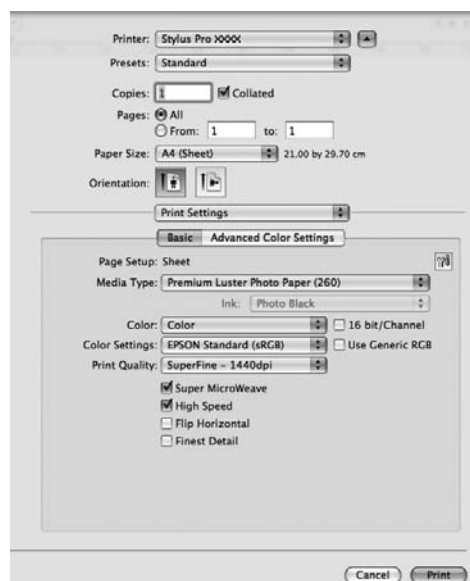 Printer: Stylus Pro XXXX
Presets: Standard
Copies: 1 Collated
Pages: All
From: 1 to: 1
Paper Size: A4 (Sheet) 21.00 by 29.70 cm
Orientation:
Print Settings
Basic Advanced Color Settings
Page Setup: Sheet
Media Type: Premium Luster Photo Paper (260)
Ink: Photo Black
Color: Color 16 bit/Channel
Color Settings: EPSON Standard (sRGB) Use Generic RGB
Print Quality: SuperFine - 1440dpi
Super MicroWeave
High Speed
Flip Horizontal
Finest Detail
Cancel Print